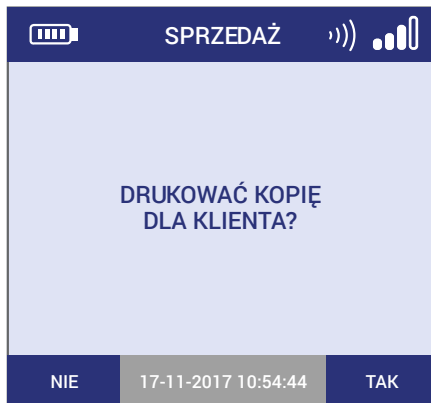 SPRZEDAŻ
DRUKOWAĆ KOPIĘ
DLA KLIENTA?
NIE 17-11-2017 10:54:44 TAK